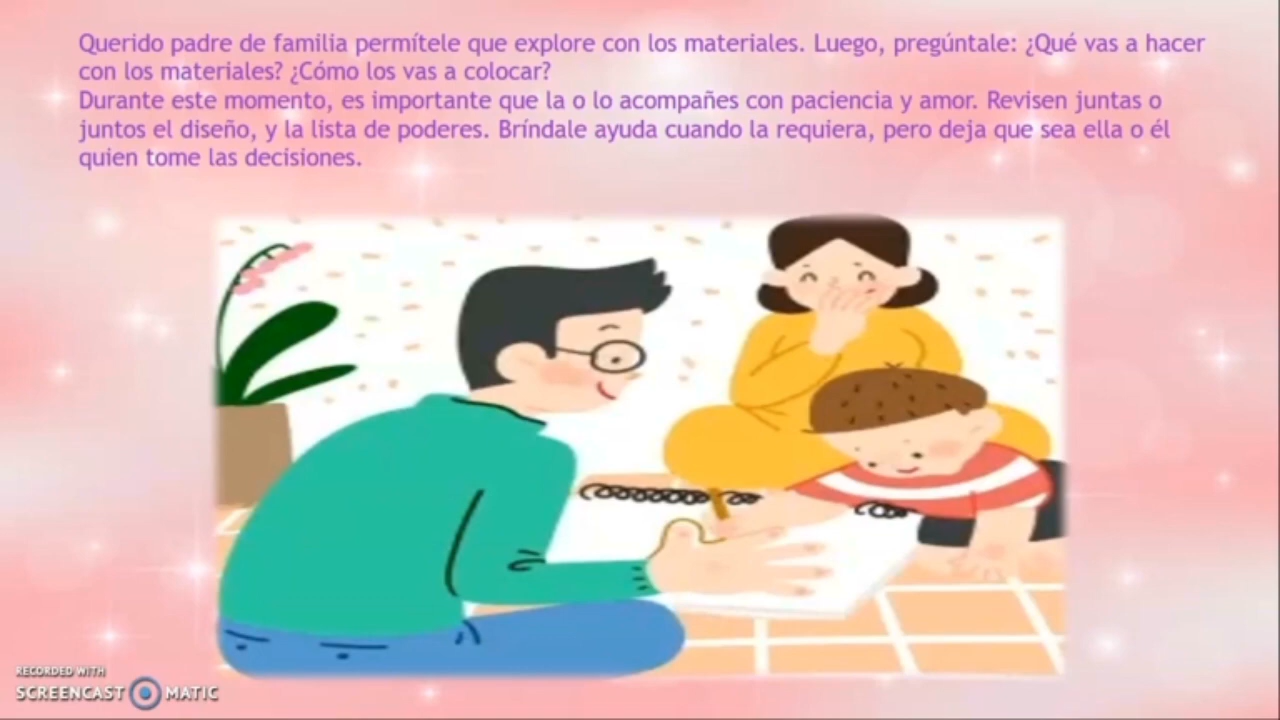 Querido padre de familia permítele que explore con los materiales. Luego, pregúntale: ¿Qué vas a hacer
con los materiales? ¿Cómo los vas a colocar?
Durante este momento, es importante que la o lo acompañes con paciencia y amor. Revisen juntas o
juntos el diseño, y la lista de poderes. Bríndale ayuda cuando la requiera, pero deja que sea ella o él
quien tome las decisiones.
RECORDED WITH
SCREENCAST MATIC